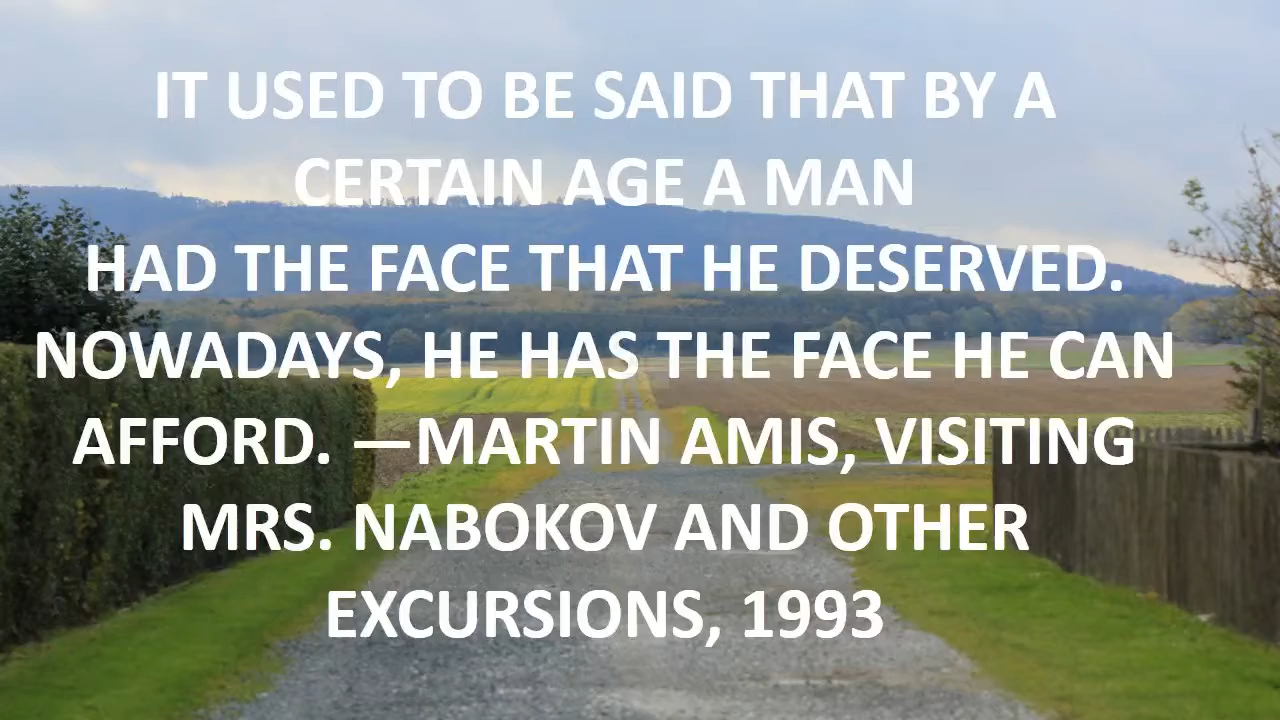 IT USED TO BE SAID THAT BY A
CERTAIN AGE A MAN
HAD THE FACE THAT HE DESERVED.
NOWADAYS, HE HAS THE FACE HE CAN
AFFORD. —MARTIN AMIS, VISITING
MRS. NABOKOV AND OTHER
EXCURSIONS, 1993